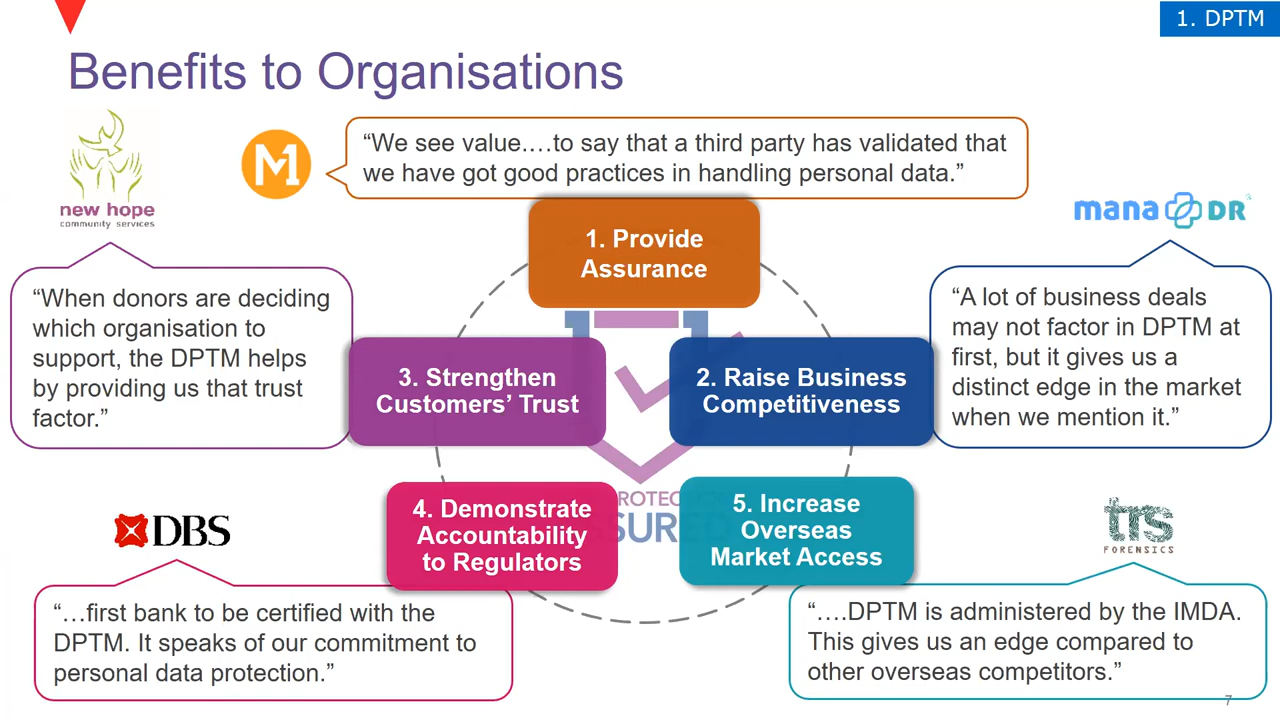 1. DPTM
Benefits to Organisations
new hope
community services
M1
“We see value….to say that a third party has validated that
we have got good practices in handling personal data.”
mana DR
1. Provide
Assurance
“When donors are deciding
which organisation to
support, the DPTM helps
by providing us that trust
factor.”
3. Strengthen
Customers’ Trust
2. Raise Business
Competitiveness
“A lot of business deals
may not factor in DPTM at
first, but it gives us a
distinct edge in the market
when we mention it.”
4. Demonstrate
Accountability
to Regulators
5. Increase
Overseas
Market Access
DBS
trs
FORENSICS
“…first bank to be certified with the
DPTM. It speaks of our commitment to
personal data protection.”
“….DPTM is administered by the IMDA.
This gives us an edge compared to
other overseas competitors.”
7